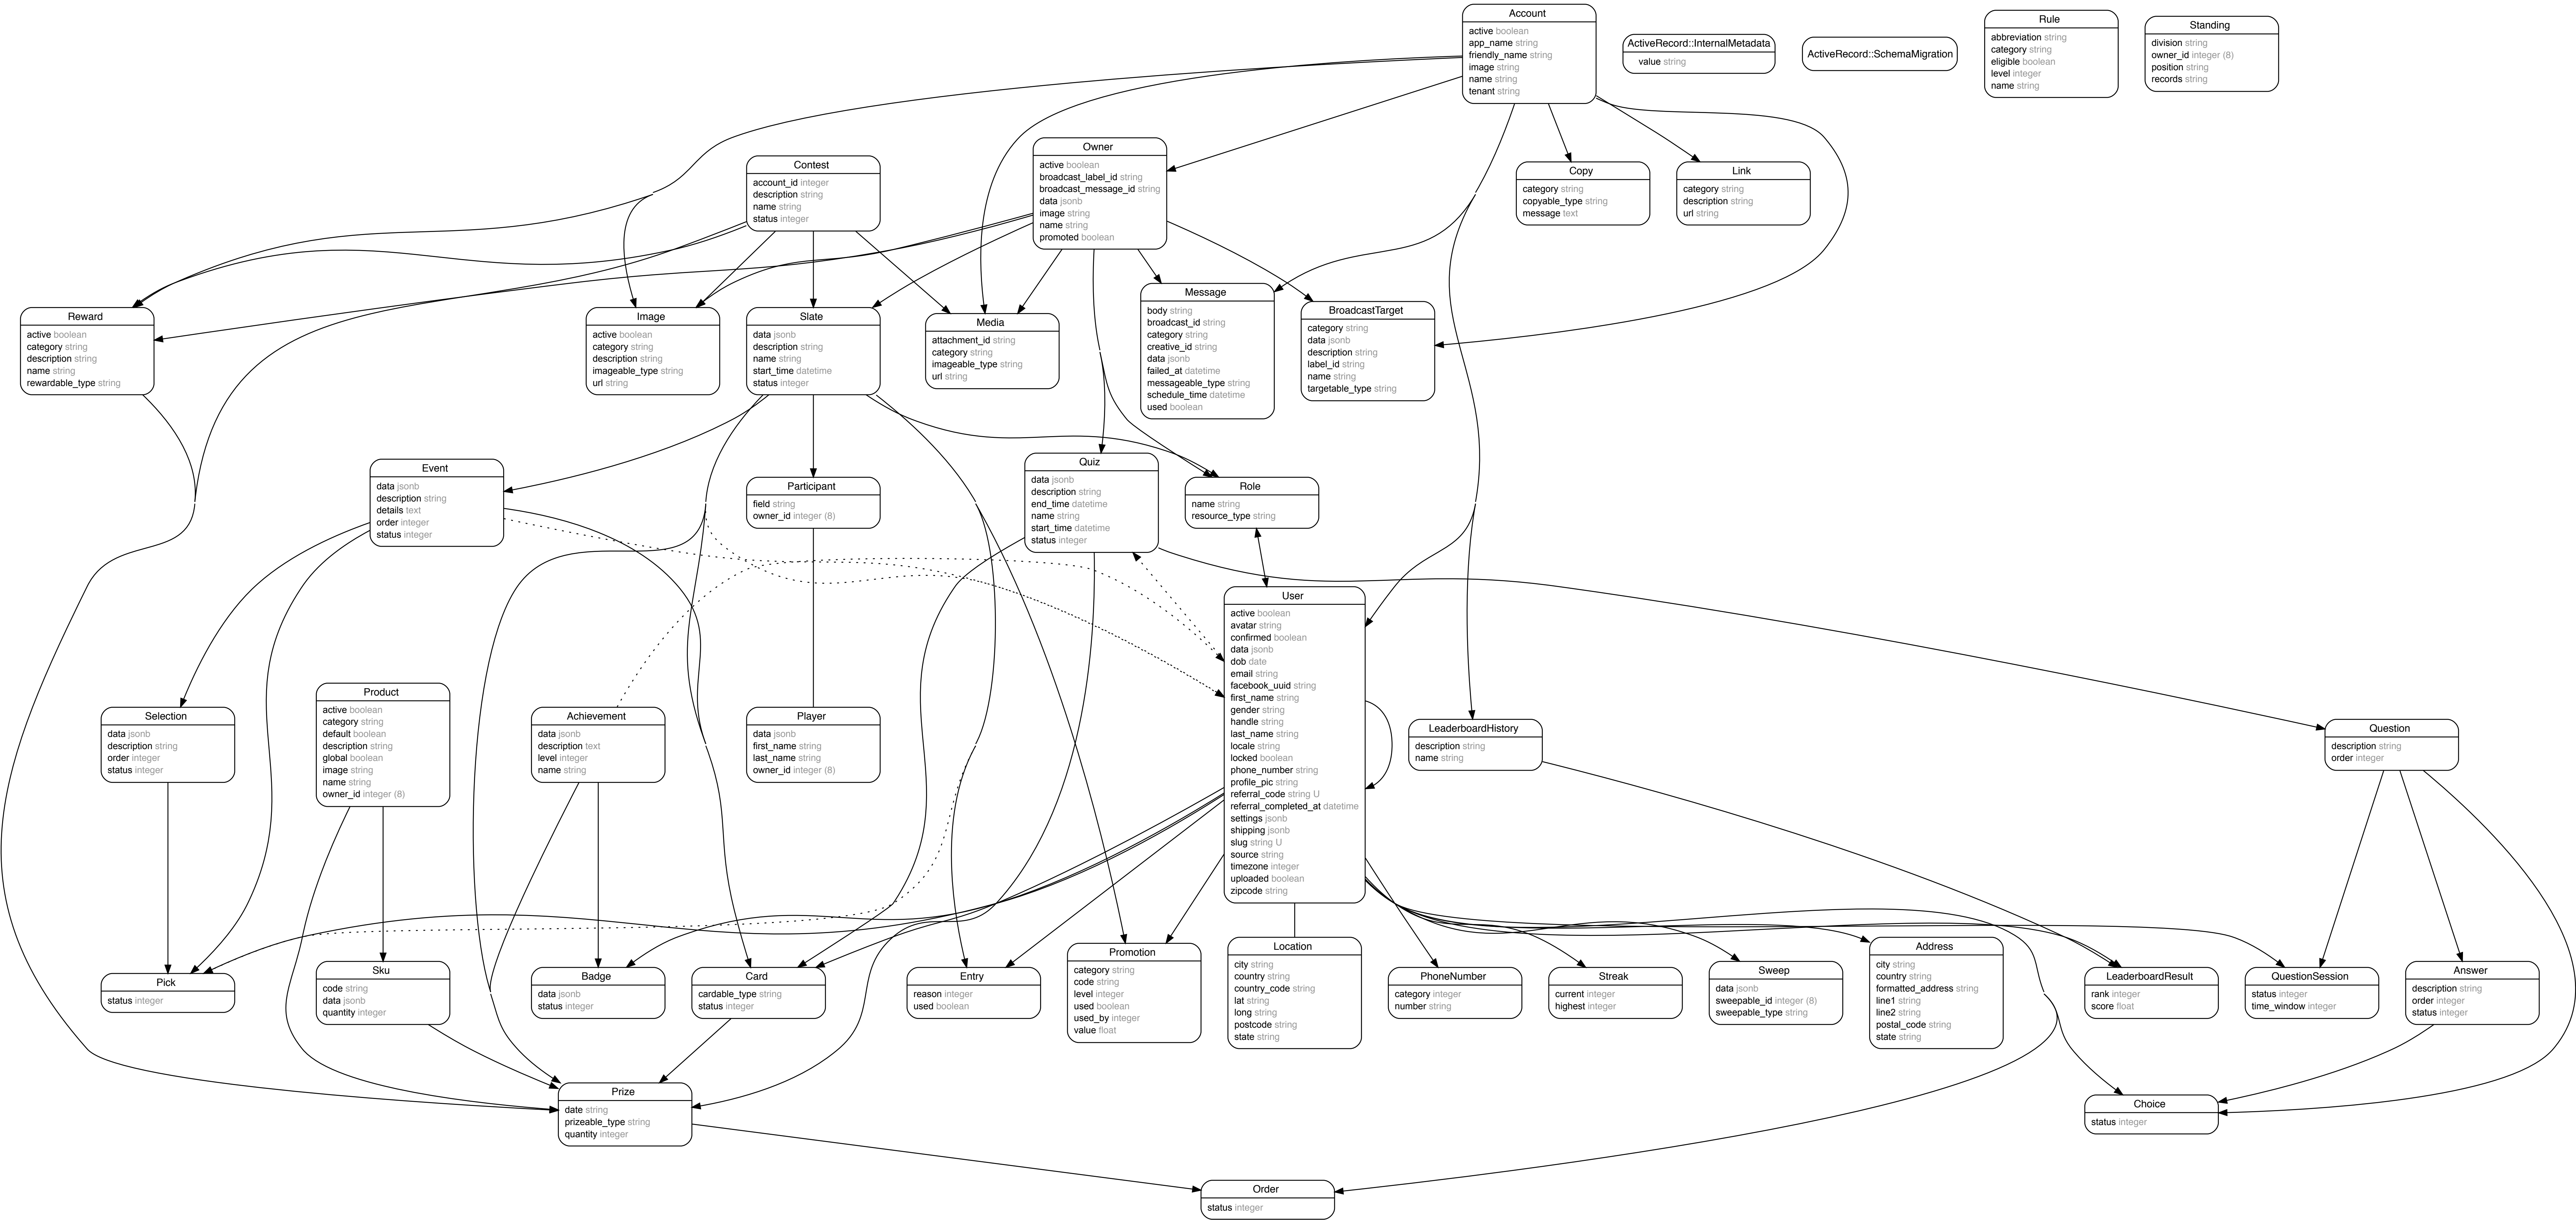 Account
active boolean
app_name string
friendly_name string
image string
name string
tenant string
ActiveRecord::InternalMetadata
value string
ActiveRecord::SchemaMigration
Rule
abbreviation string
category string
eligible boolean
level integer
name string
Standing
division string
owner_id integer (8)
position string
records string
Contest
account_id integer
description string
name string
status integer
Owner
active boolean
broadcast_label_id string
broadcast_message_id string
data jsonb
image string
name string
promoted boolean
Copy
category string
copyable_type string
message text
Link
category string
description string
url string
Reward
active boolean
category string
description string
name string
rewardable_type string
Image
active boolean
category string
description string
imageable_type string
url string
Slate
data jsonb
description string
name string
start_time datetime
status integer
Media
attachment_id string
category string
imageable_type string
url string
Message
body string
broadcast_id string
category string
creative_id string
data jsonb
failed_at datetime
messageable_type string
schedule_time datetime
used boolean
BroadcastTarget
category string
data jsonb
description string
label_id string
name string
targetable_type string
Event
data jsonb
description string
details text
order integer
status integer
Participant
field string
owner_id integer (8)
Quiz
data jsonb
description string
end_time datetime
name string
start_time datetime
status integer
Role
name string
resource_type string
User
active boolean
avatar string
confirmed boolean
data jsonb
dob date
email string
facebook_uuid string
first_name string
gender string
handle string
last_name string
locale string
locked boolean
phone_number string
profile_pic string
referral_code string U
referral_completed_at datetime
settings jsonb
shipping jsonb
slug string U
source string
timezone integer
uploaded boolean
zipcode string
Selection
data jsonb
description string
order integer
status integer
Product
active boolean
category string
default boolean
description string
global boolean
image string
name string
owner_id integer (8)
Achievement
data jsonb
description text
level integer
name string
Player
data jsonb
first_name string
last_name string
owner_id integer (8)
LeaderboardHistory
description string
name string
Question
description string
order integer
Pick
status integer
Sku
code string
data jsonb
quantity integer
Badge
data jsonb
status integer
Card
cardable_type string
status integer
Entry
reason integer
used boolean
Promotion
category string
code string
level integer
used boolean
used_by integer
value float
Location
city string
country string
country_code string
lat string
long string
postcode string
state string
PhoneNumber
category integer
number string
Streak
current integer
highest integer
Sweep
data jsonb
sweepable_id integer (8)
sweepable_type string
Address
city string
country string
formatted_address string
line1 string
line2 string
postal_code string
state string
LeaderboardResult
rank integer
score float
QuestionSession
status integer
time_window integer
Answer
description string
order integer
status integer
Prize
date string
prizeable_type string
quantity integer
Choice
status integer
Order
status integer